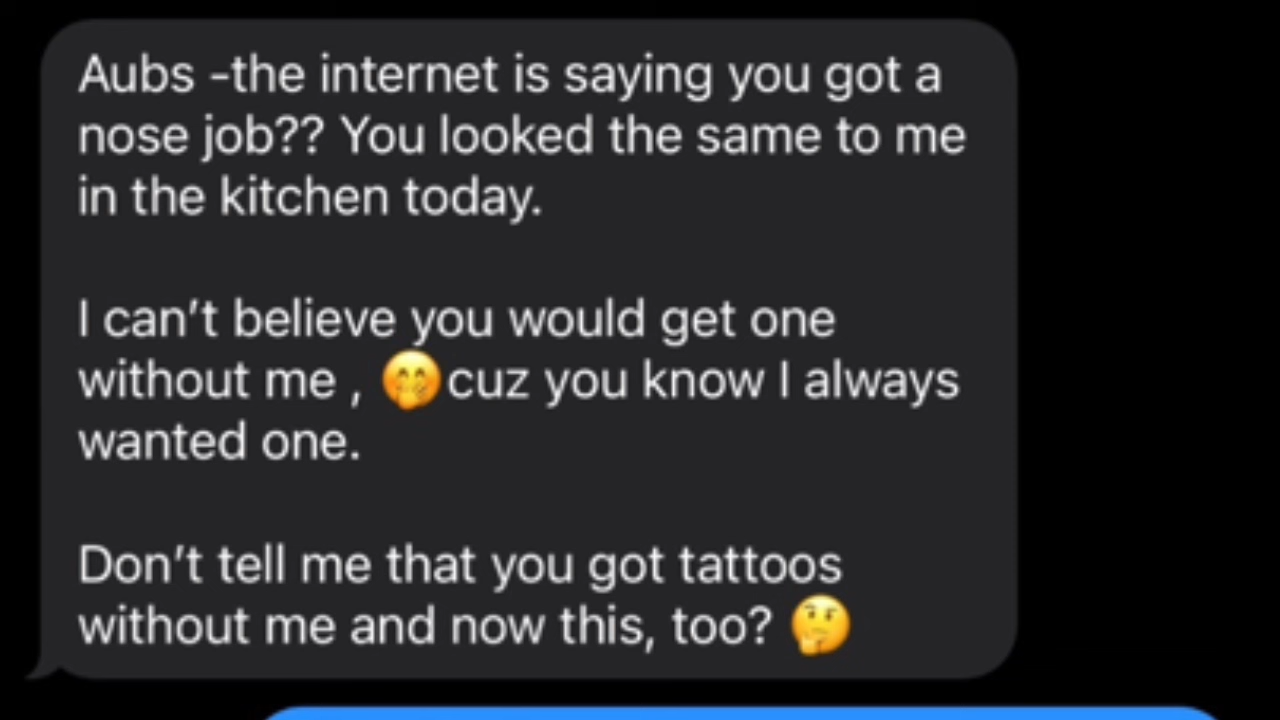 Aubs -the internet is saying you got a
nose job?? You looked the same to me
in the kitchen today.
I can't believe you would get one
without me , 🤭cuz you know I always
wanted one.
Don't tell me that you got tattoos
without me and now this, too? 🤔